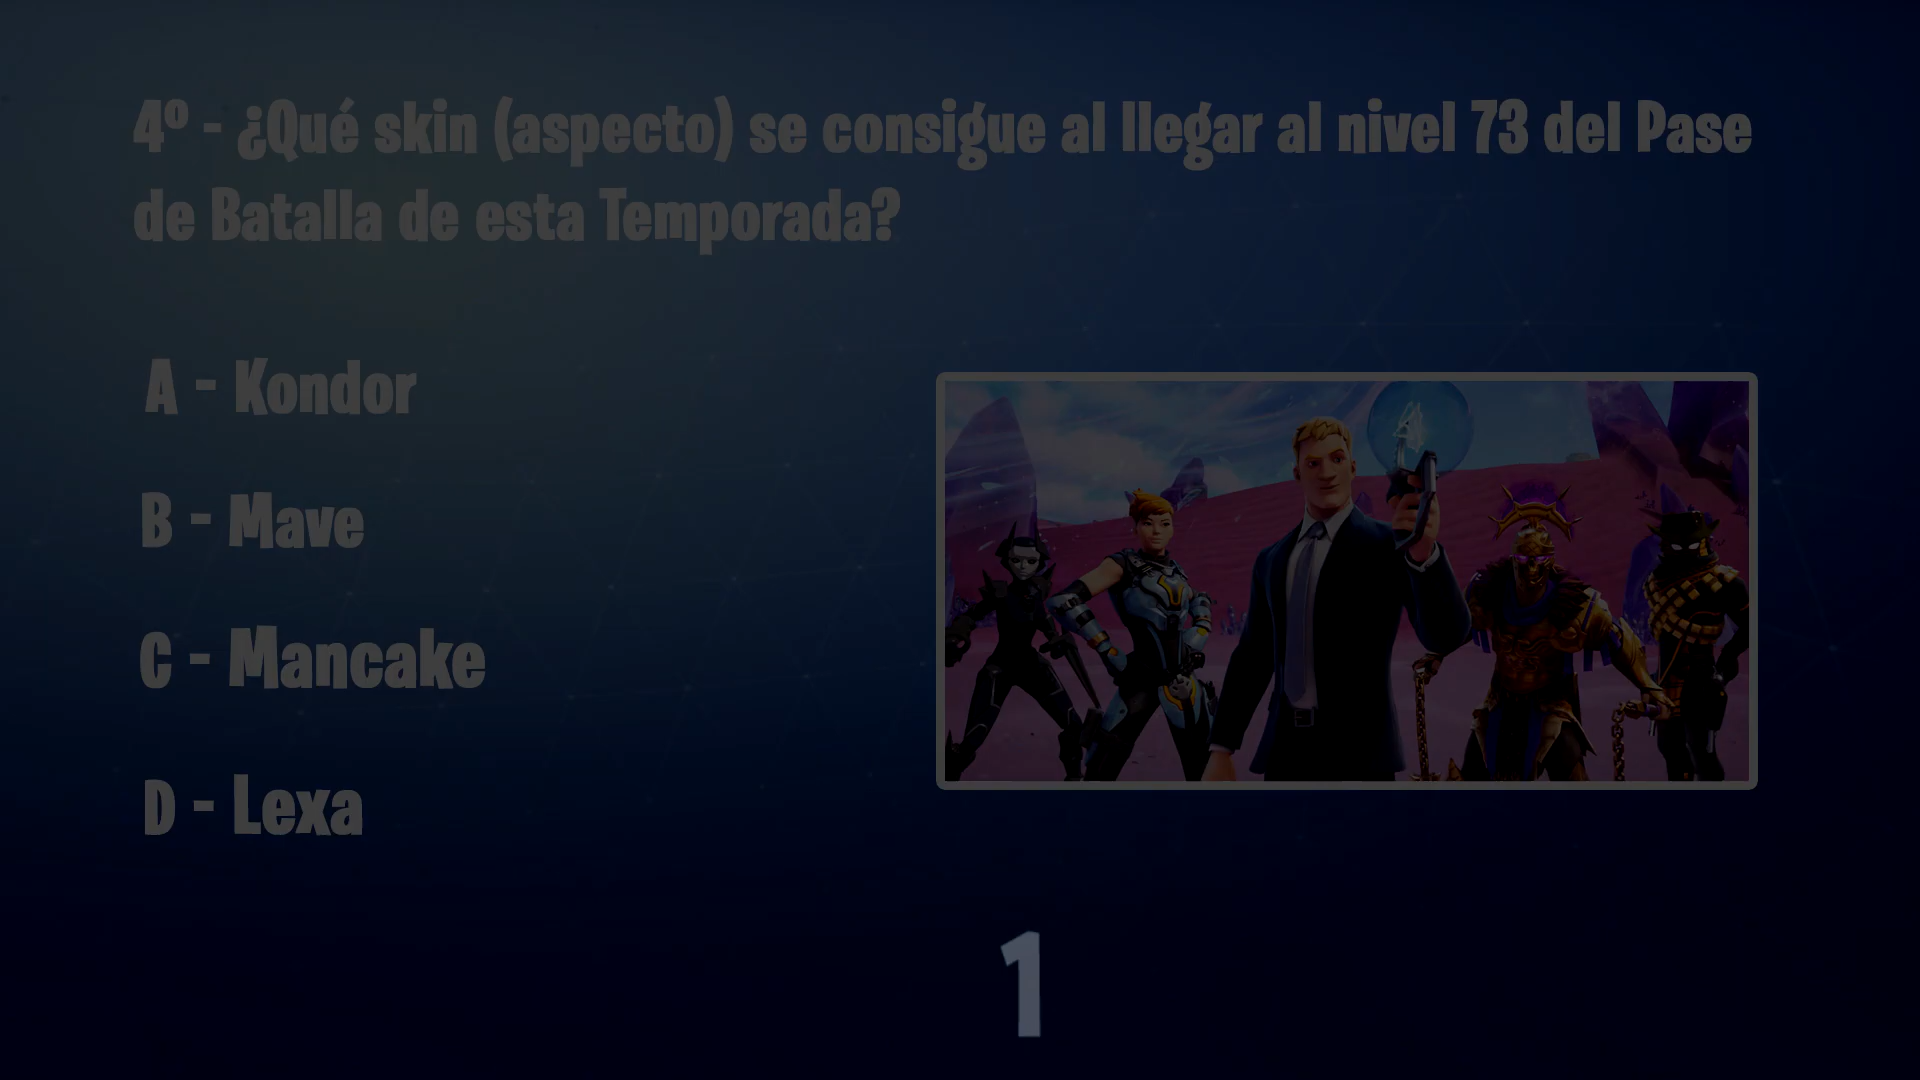 4º - ¿Qué skin (aspecto) se consigue al llegar al nivel 73 del Pase
de Batalla de esta Temporada?
A - Kondor
B - Mave
C - Mancake
D - Lexa
1